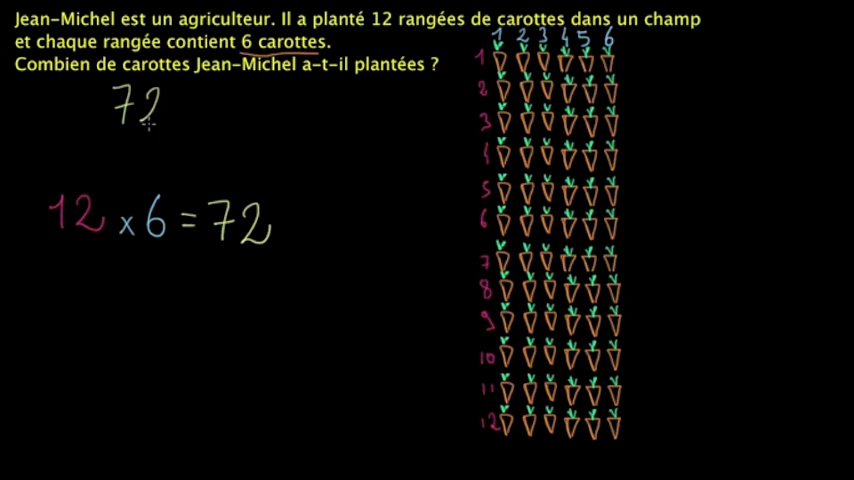 Jean-Michel est un agriculteur. Il a planté 12 rangées de carottes dans un champ
et chaque rangée contient 6 carottes.
Combien de carottes Jean-Michel a-t-il plantées ?
1 2 3 4 5 6
1
2
72
3
4
5
12 x 6 = 72
6
7
8
9
10
11
12